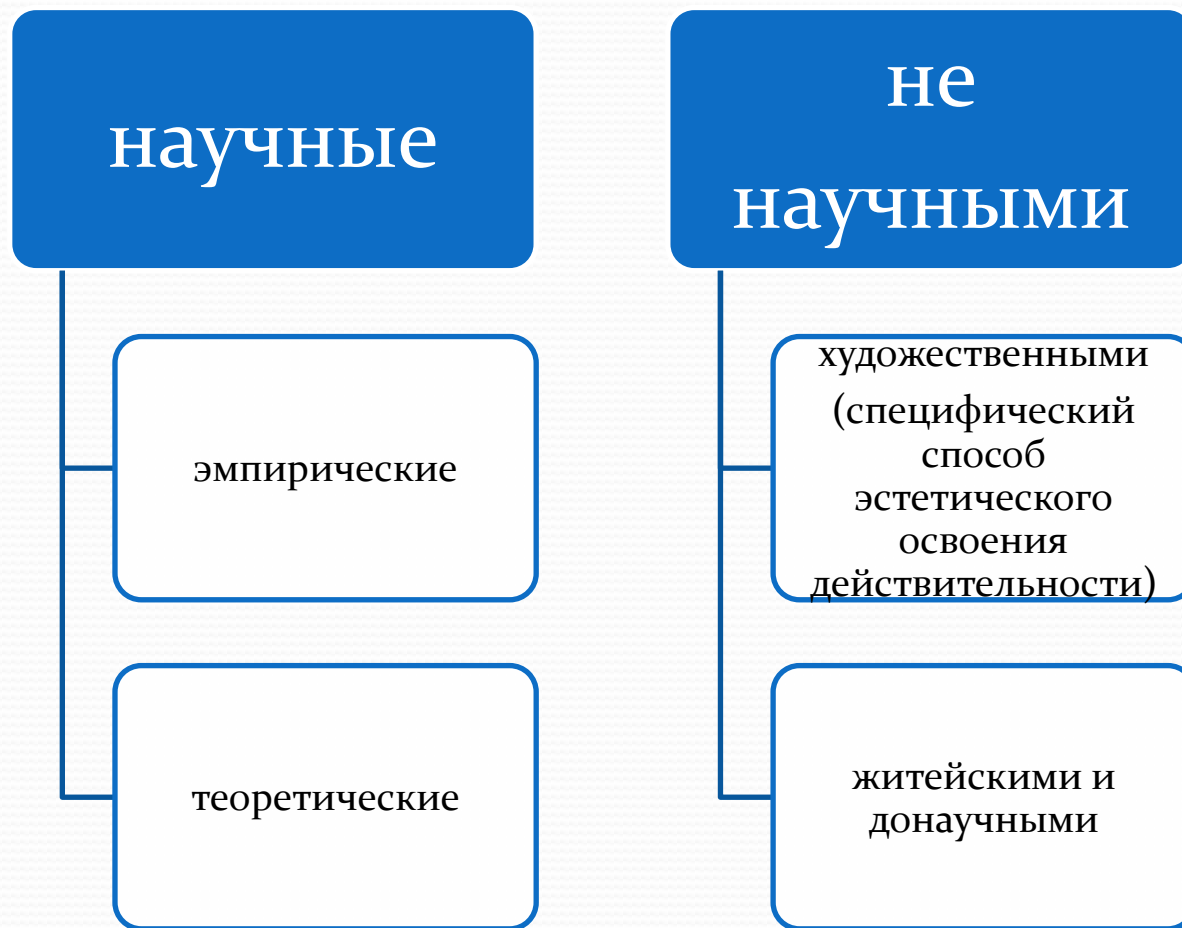 научные
эмпирические
теоретические
не
научными
художественными
(специфический
способ
эстетического
освоения
действительности)
житейскими и
донаучными